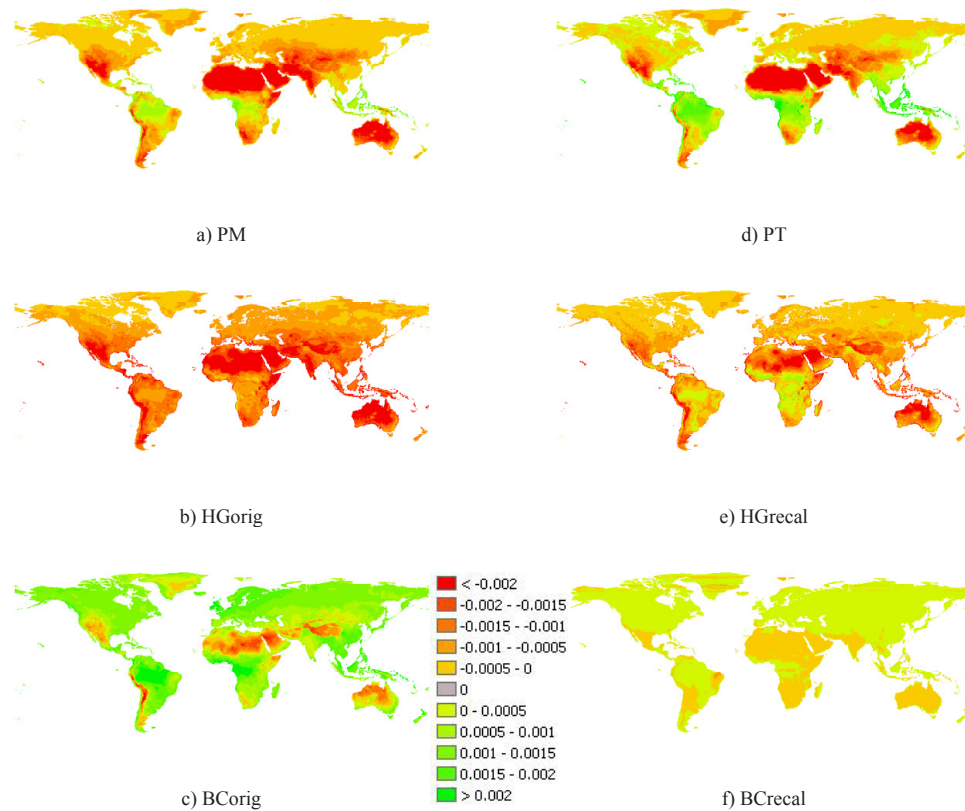 a) PM
d) PT
b) HGorig
e) HGrecal
< -0.002
-0.002 - -0.0015
-0.0015 - -0.001
-0.001 - -0.0005
-0.0005 - 0
0
0 - 0.0005
0.0005 - 0.001
0.001 - 0.0015
0.0015 - 0.002
> 0.002
c) BCorig
f) BCrecal